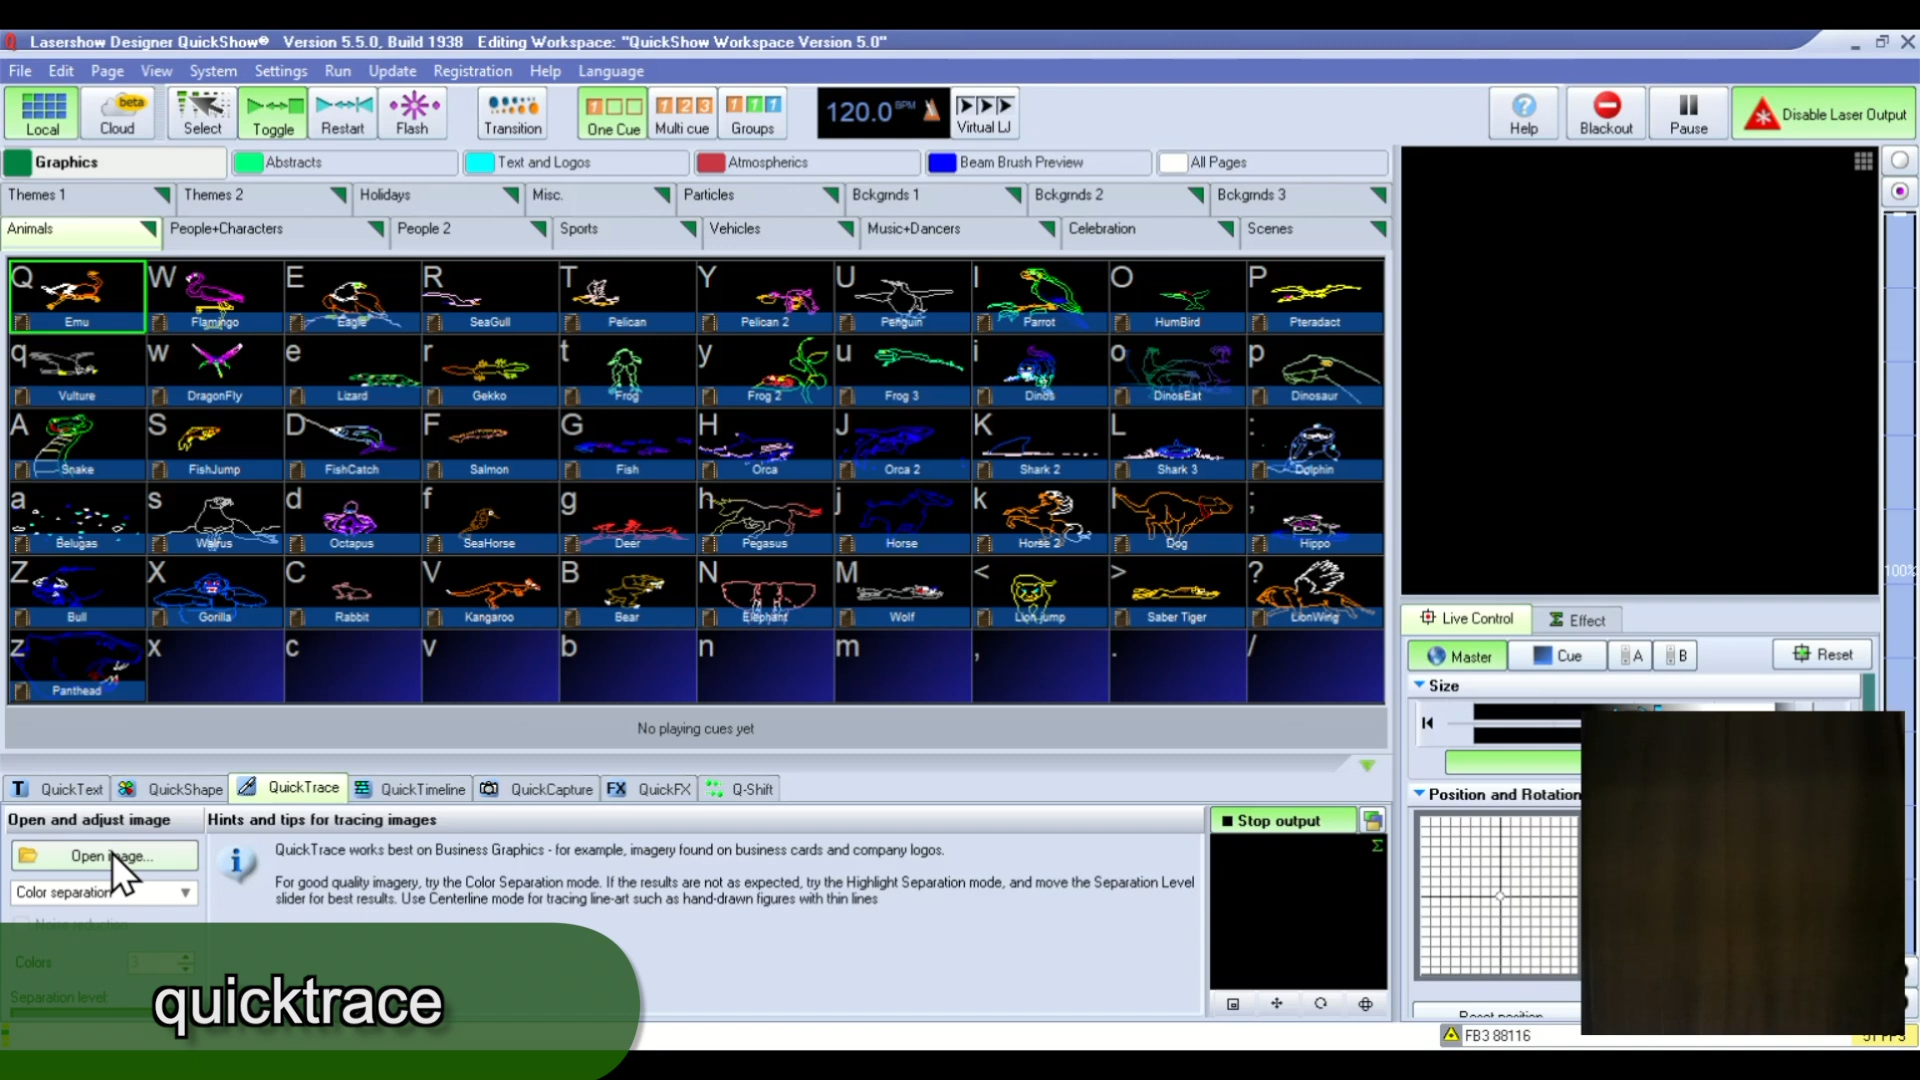 Lasershow Designer QuickShow® Version 5.5.0, Build 1938 Editing Workspace: "QuickShow Workspace Version 5.0"
File Edit Page View System Settings Run Update Registration Help Language
Local beta Cloud Select Toggle Restart Flash Transition One Cue Multi cue Groups 120.0 BPM Virtual LJ Help Blackout Pause Disable Laser Output
Graphics Abstracts Text and Logos Atmospherics Beam Brush Preview All Pages
Themes 1 Themes 2 Holidays Misc. Particles Bckgrnds 1 Bckgrnds 2 Bckgrnds 3
Animals People+Characters People 2 Sports Vehicles Music+Dancers Celebration Scenes
Q W E R T Y U I O P
Emu Flamingo Eagle SeaGull Pelican Pelican 2 Penguin Parrot HumBird Pteradact
q w e r t y u i o p
Vulture DragonFly Lizard Gekko Frog Frog 2 Frog 3 Dinos DinosEat Dinosaur
A S D F G H J K L :
Snake FishJump FishCatch Salmon Fish Orca Orca 2 Shark 2 Shark 3 Dolphin
a s d f g h j k l ;
Belugas Walrus Octapus SeaHorse Deer Pegasus Horse Horse 2 Dog Hippo
Z X C V B N M < > ?
Bull Gorilla Rabbit Kangaroo Bear Elephant Wolf LionJump Saber Tiger LionWing
z x c v b n m , . /
Panthead
No playing cues yet
100%
Live Control Effect
Master Cue A B Reset
Size
Position and Rotation
QuickText QuickShape QuickTrace QuickTimeline QuickCapture FX QuickFX Q-Shift
Open and adjust image Hints and tips for tracing images Stop output
Open image...
QuickTrace works best on Business Graphics - for example, imagery found on business cards and company logos.
Color separation
For good quality imagery, try the Color Separation mode. If the results are not as expected, try the Highlight Separation mode, and move the Separation Level
slider for best results. Use Centerline mode for tracing line-art such as hand-drawn figures with thin lines
Noise reduction
Colors 3
Separation level:
quicktrace
Reset position
FB3 88116